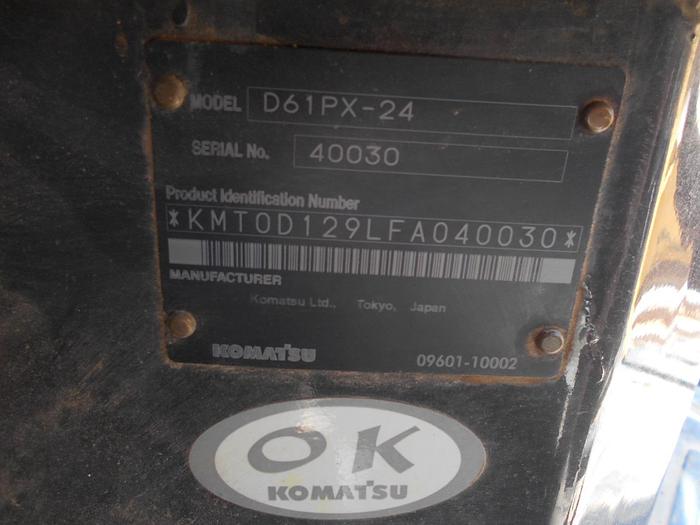 MODEL D61PX-24
SERIAL No. 40030
Product Identification Number
*KMT0D129LFA040030*
MANUFACTURER
Komatsu Ltd., Tokyo, Japan
KOMATSU 09601-10002
OK
KOMATSU